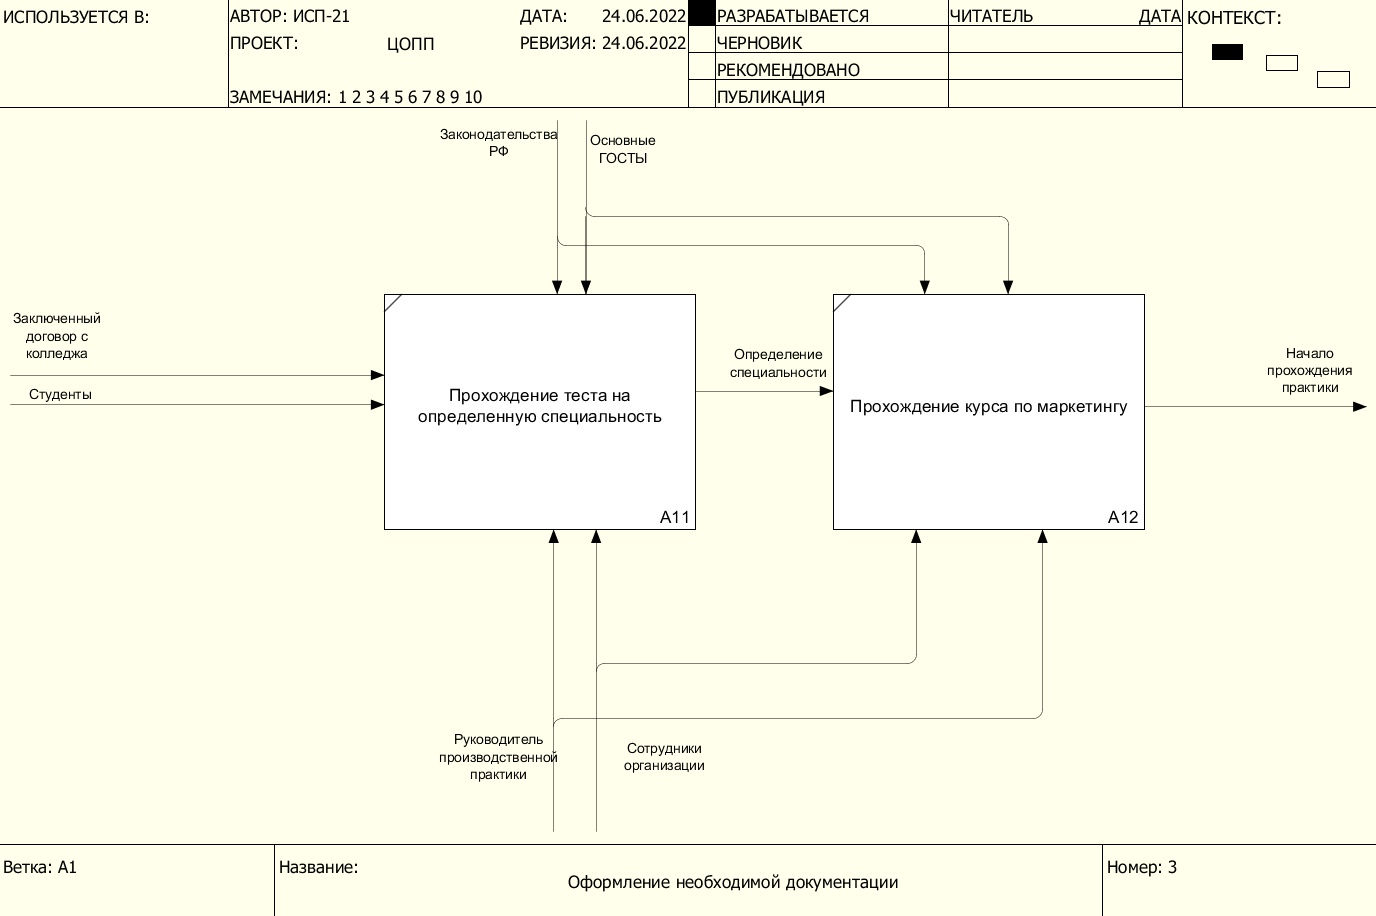 ИСПОЛЬЗУЕТСЯ В:
АВТОР: ИСП-21
ДАТА: 24.06.2022
ПРОЕКТ: ЦОПП
РЕВИЗИЯ: 24.06.2022
ЗАМЕЧАНИЯ: 1 2 3 4 5 6 7 8 9 10
РАЗРАБАТЫВАЕТСЯ
ЧЕРНОВИК
РЕКОМЕНДОВАНО
ПУБЛИКАЦИЯ
ЧИТАТЕЛЬ ДАТА
КОНТЕКСТ:
Законодательства
РФ
Основные
ГОСТЫ
Заключенный
договор с
колледжа
Студенты
Прохождение теста на
определенную специальность
A11
Определение
специальности
Прохождение курса по маркетингу
A12
Начало
прохождения
практики
Руководитель
производственной
практики
Сотрудники
организации
Ветка: A1
Название:
Оформление необходимой документации
Номер: 3